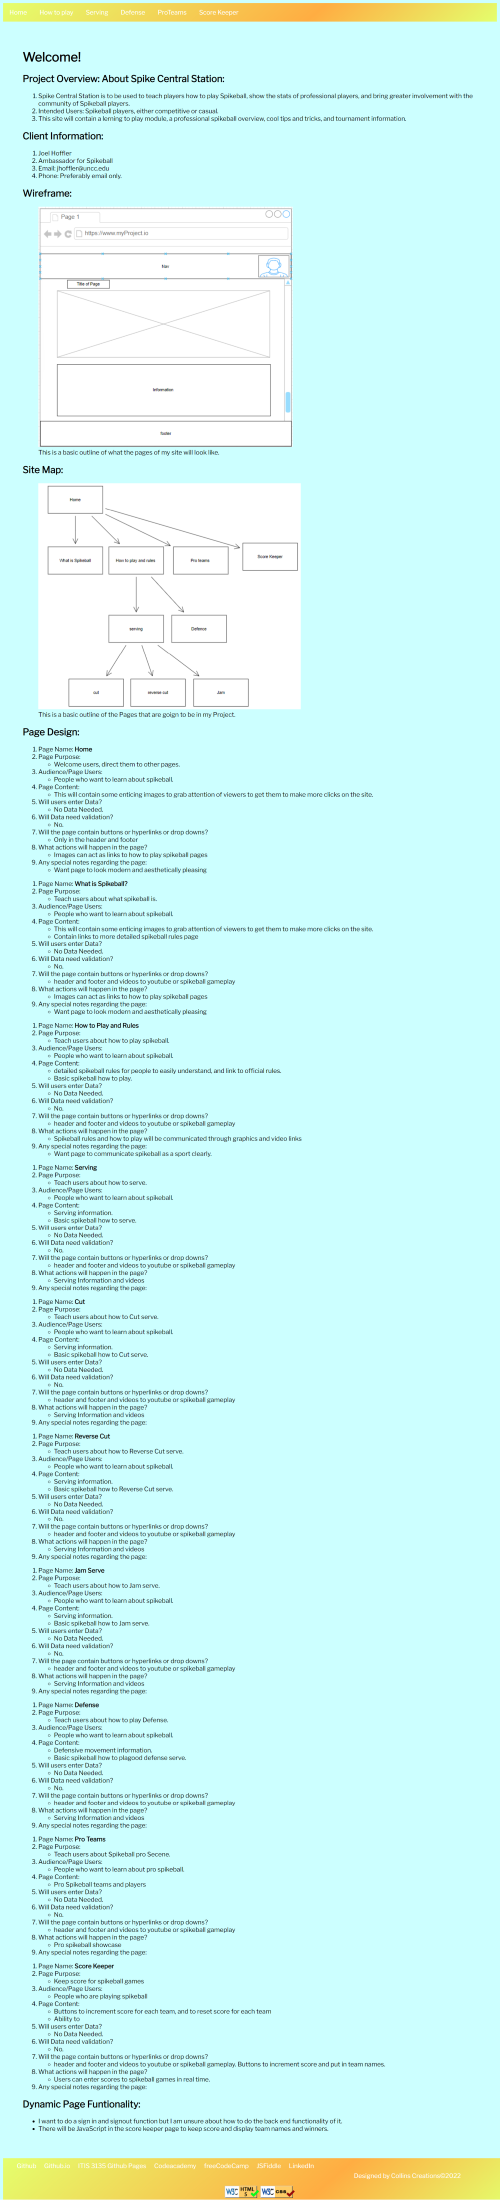 Home How to play Serving Defense ProTeams Score Keeper
Welcome!
Project Overview: About Spike Central Station:
1. Spike Central Station is to be used to teach players how to play Spikeball, show the stats of professional players, and bring greater involvement with the
community of Spikeball players.
2. Intended Users: Spikeball players, either competitive or casual.
3. This site will contain a lerning to play module, a professional spikeball overview, cool tips and tricks, and tournament information.
Client Information:
1. Joel Hoffler
2. Ambassador for Spikeball
3. Email: jhoffler@uncc.edu
4. Phone: Preferably email only.
Wireframe:
Page 1
https://www.myProject.io
Nav
Title of Page
Information
footer
This is a basic outline of what the pages of my site will look like.
Site Map:
Home
What is Spikeball
How to play and rules
Pro teams
Score Keeper
serving
Defence
cut
reverse cut
Jam
This is a basic outline of the Pages that are goign to be in my Project.
Page Design:
1. Page Name: Home
2. Page Purpose:
Welcome users, direct them to other pages.
3. Audience/Page Users:
People who want to learn about spikeball.
4. Page Content:
This will contain some enticing images to grab attention of viewers to get them to make more clicks on the site.
5. Will users enter Data?
No Data Needed.
6. Will Data need validation?
No.
7. Will the page contain buttons or hyperlinks or drop downs?
Only in the header and footer
8. What actions will happen in the page?
Images can act as links to how to play spikeball pages
9. Any special notes regarding the page:
Want page to look modern and aesthetically pleasing
1. Page Name: What is Spikeball?
2. Page Purpose:
Teach users about what spikeball is.
3. Audience/Page Users:
People who want to learn about spikeball.
4. Page Content:
This will contain some enticing images to grab attention of viewers to get them to make more clicks on the site.
Contain links to more detailed spikeball rules page
5. Will users enter Data?
No Data Needed.
6. Will Data need validation?
No.
7. Will the page contain buttons or hyperlinks or drop downs?
header and footer and videos to youtube or spikeball gameplay
8. What actions will happen in the page?
Images can act as links to how to play spikeball pages
9. Any special notes regarding the page:
Want page to look modern and aesthetically pleasing
1. Page Name: How to Play and Rules
2. Page Purpose:
Teach users about how to play spikeball.
3. Audience/Page Users:
People who want to learn about spikeball.
4. Page Content:
detailed spikeball rules for people to easily understand, and link to official rules.
Basic spikeball how to play.
5. Will users enter Data?
No Data Needed.
6. Will Data need validation?
No.
7. Will the page contain buttons or hyperlinks or drop downs?
header and footer and videos to youtube or spikeball gameplay
8. What actions will happen in the page?
Spikeball rules and how to play will be communicated through graphics and video links
9. Any special notes regarding the page:
Want page to communicate spikeball as a sport clearly.
1. Page Name: Serving
2. Page Purpose:
Teach users about how to serve.
3. Audience/Page Users:
People who want to learn about spikeball.
4. Page Content:
Serving information.
Basic spikeball how to serve.
5. Will users enter Data?
No Data Needed.
6. Will Data need validation?
No.
7. Will the page contain buttons or hyperlinks or drop downs?
header and footer and videos to youtube or spikeball gameplay
8. What actions will happen in the page?
Serving Information and videos
9. Any special notes regarding the page:
1. Page Name: Cut
2. Page Purpose:
Teach users about how to Cut serve.
3. Audience/Page Users:
People who want to learn about spikeball.
4. Page Content:
Serving information.
Basic spikeball how to Cut serve.
5. Will users enter Data?
No Data Needed.
6. Will Data need validation?
No.
7. Will the page contain buttons or hyperlinks or drop downs?
header and footer and videos to youtube or spikeball gameplay
8. What actions will happen in the page?
Serving Information and videos
9. Any special notes regarding the page:
1. Page Name: Reverse Cut
2. Page Purpose:
Teach users about how to Reverse Cut serve.
3. Audience/Page Users:
People who want to learn about spikeball.
4. Page Content:
Serving information.
Basic spikeball how to Reverse Cut serve.
5. Will users enter Data?
No Data Needed.
6. Will Data need validation?
No.
7. Will the page contain buttons or hyperlinks or drop downs?
header and footer and videos to youtube or spikeball gameplay
8. What actions will happen in the page?
Serving Information and videos
9. Any special notes regarding the page:
1. Page Name: Jam Serve
2. Page Purpose:
Teach users about how to Jam serve.
3. Audience/Page Users:
People who want to learn about spikeball.
4. Page Content:
Serving information.
Basic spikeball how to Jam serve.
5. Will users enter Data?
No Data Needed.
6. Will Data need validation?
No.
7. Will the page contain buttons or hyperlinks or drop downs?
header and footer and videos to youtube or spikeball gameplay
8. What actions will happen in the page?
Serving Information and videos
9. Any special notes regarding the page:
1. Page Name: Defense
2. Page Purpose:
Teach users about how to play Defense.
3. Audience/Page Users:
People who want to learn about spikeball.
4. Page Content:
Defensive movement information.
Basic spikeball how to plagood defense serve.
5. Will users enter Data?
No Data Needed.
6. Will Data need validation?
No.
7. Will the page contain buttons or hyperlinks or drop downs?
header and footer and videos to youtube or spikeball gameplay
8. What actions will happen in the page?
Serving Information and videos
9. Any special notes regarding the page:
1. Page Name: Pro Teams
2. Page Purpose:
Teach users about Spikeball pro Secene.
3. Audience/Page Users:
People who want to learn about pro spikeball.
4. Page Content:
Pro Spikeball teams and players
5. Will users enter Data?
No Data Needed.
6. Will Data need validation?
No.
7. Will the page contain buttons or hyperlinks or drop downs?
header and footer and videos to youtube or spikeball gameplay
8. What actions will happen in the page?
Pro spikeball showcase
9. Any special notes regarding the page:
1. Page Name: Score Keeper
2. Page Purpose:
Keep score for spikeball games
3. Audience/Page Users:
People who are playing spikeball
4. Page Content:
Buttons to increment score for each team, and to reset score for each team
Ability to
5. Will users enter Data?
No Data Needed.
6. Will Data need validation?
No.
7. Will the page contain buttons or hyperlinks or drop downs?
header and footer and videos to youtube or spikeball gameplay. Buttons to increment score and put in team names.
8. What actions will happen in the page?
Users can enter scores to spikeball games in real time.
9. Any special notes regarding the page:
Dynamic Page Funtionality:
I want to do a sign in and signout function but I am unsure about how to do the back end functionality of it.
There will be JavaScript in the score keeper page to keep score and display team names and winners.
Github GitHub.io ITIS 3135 Github Pages Codeacademy freeCodeCamp JSFiddle LinkedIn
Designed by Collins Creations©2022
W3C HTML 5 W3C css